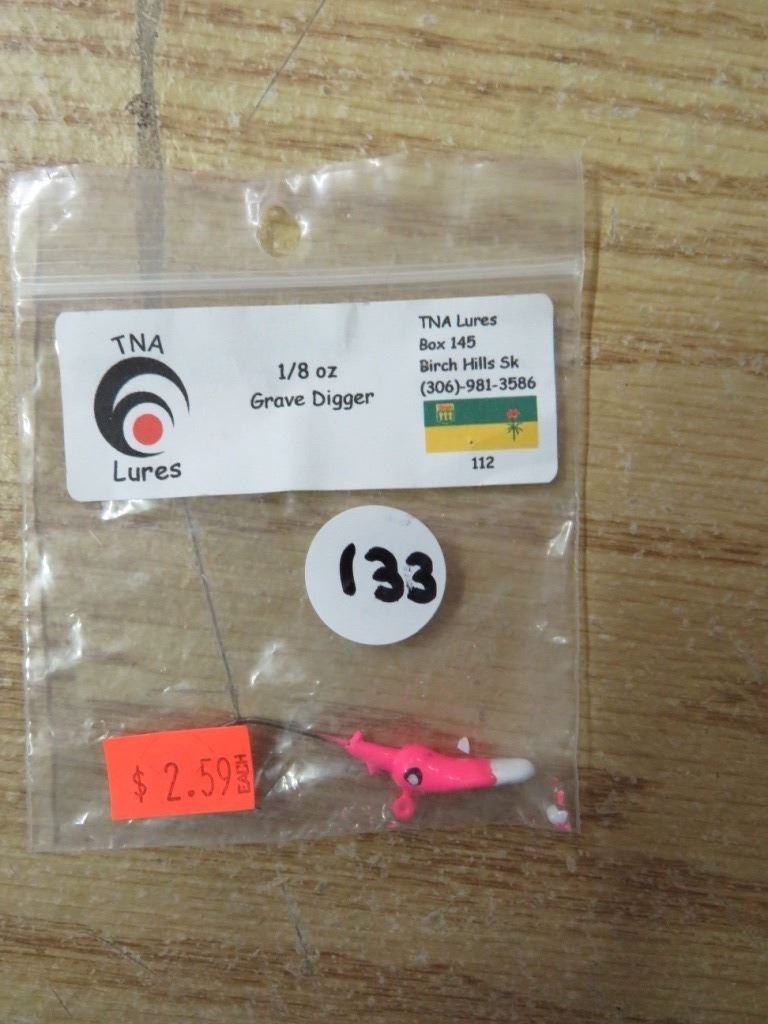 TNA
Lures
1/8 oz
Grave Digger
TNA Lures
Box 145
Birch Hills Sk
(306)-981-3586
112
133
$ 2.59 EACH